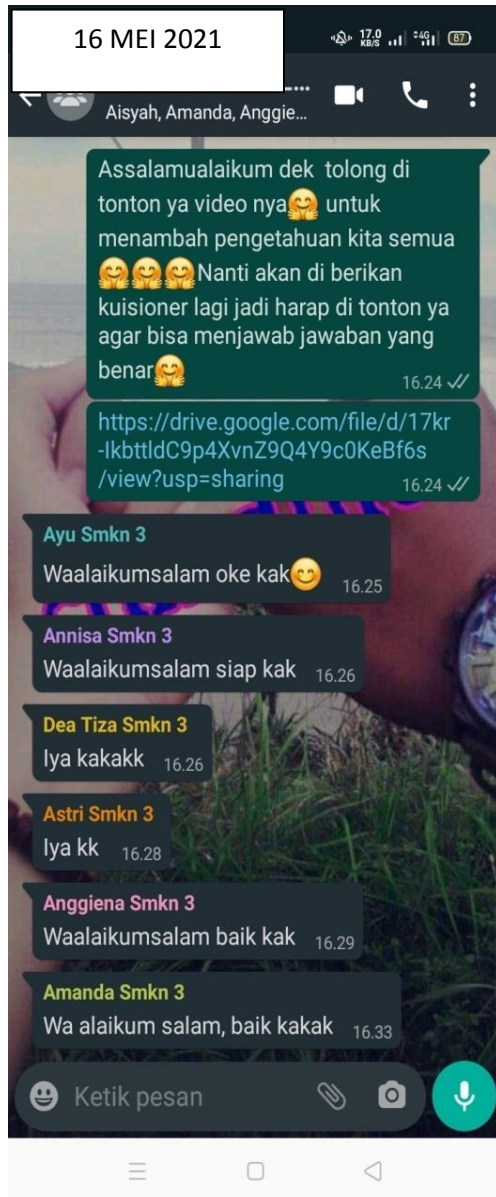 16 MEI 2021
17.0
KB/S
4G
87
Aisyah, Amanda, Anggie...
Assalamualaikum dek tolong di
tonton ya video nya🤗 untuk
menambah pengetahuan kita semua
🤗🤗🤗Nanti akan di berikan
kuisioner lagi jadi harap di tonton ya
agar bisa menjawab jawaban yang
benar🤗
16.24
https://drive.google.com/file/d/17kr
-IkbttldC9p4XvnZ9Q4Y9c0KeBf6s
/view?usp=sharing
16.24
Ayu Smkn 3
Waalaikumsalam oke kak😊 16.25
Annisa Smkn 3
Waalaikumsalam siap kak 16.26
Dea Tiza Smkn 3
Iya kakakk 16.26
Astri Smkn 3
Iya kk 16.28
Anggiena Smkn 3
Waalaikumsalam baik kak 16.29
Amanda Smkn 3
Wa alaikum salam, baik kakak 16.33
Ketik pesan